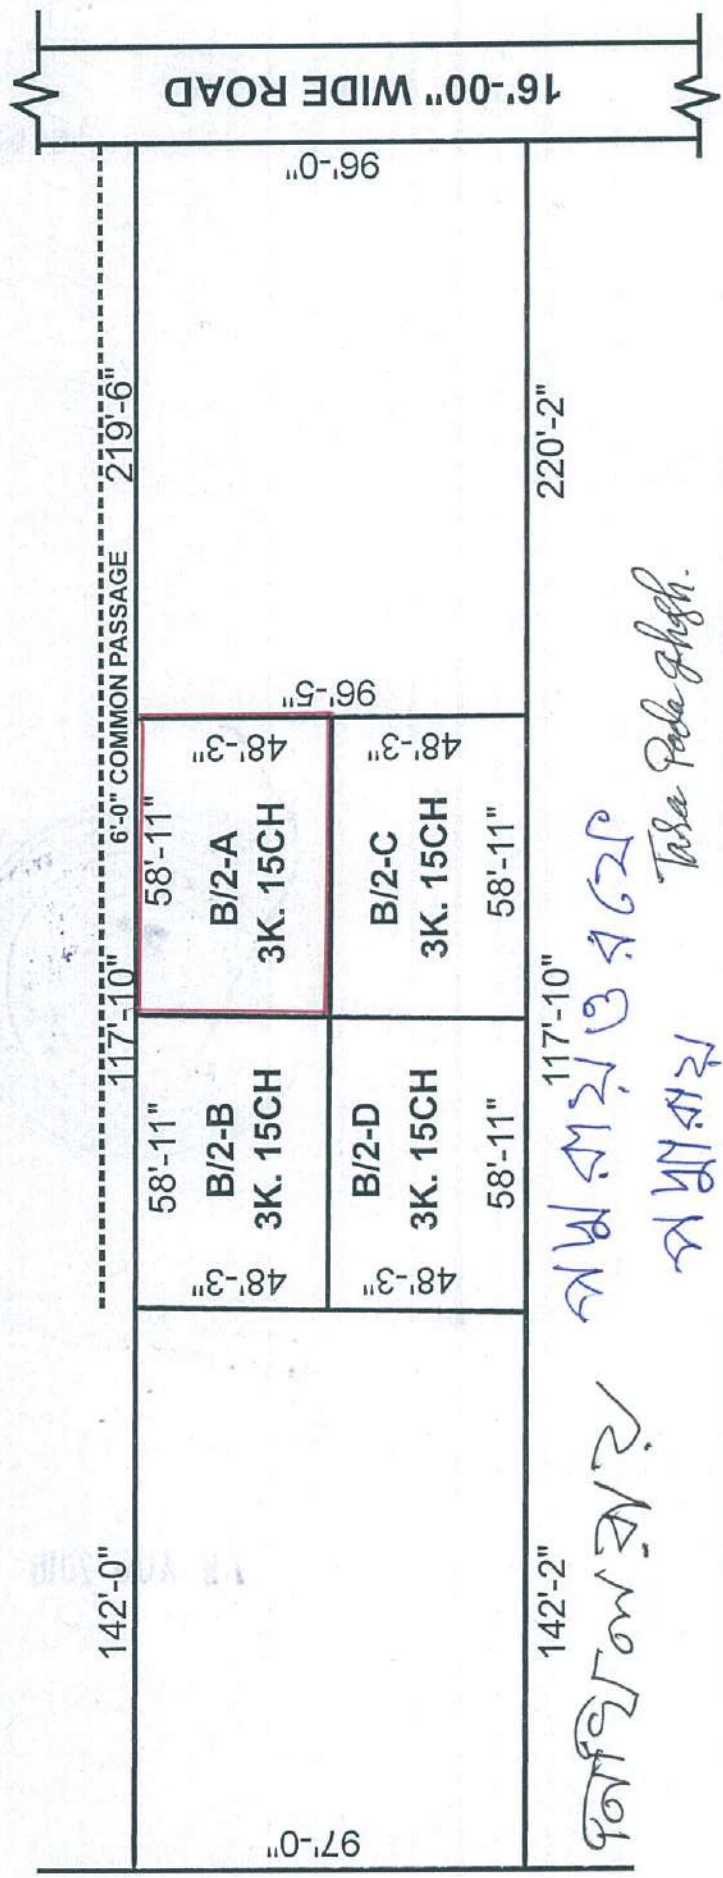 16'-00" WIDE ROAD
96'-0"
219'-6"
6'-0" COMMON PASSAGE
117'-10"
142'-0"
220'-2"
96'-5"
58'-11"
48'-3"
B/2-A
3K. 15CH
48'-3"
B/2-C
3K. 15CH
58'-11"
58'-11"
B/2-B
3K. 15CH
48'-3"
B/2-D
3K. 15CH
48'-3"
58'-11"
117'-10"
142'-2"
97'-0"
Tara Pada Ghosh.
পদ্মা রায়